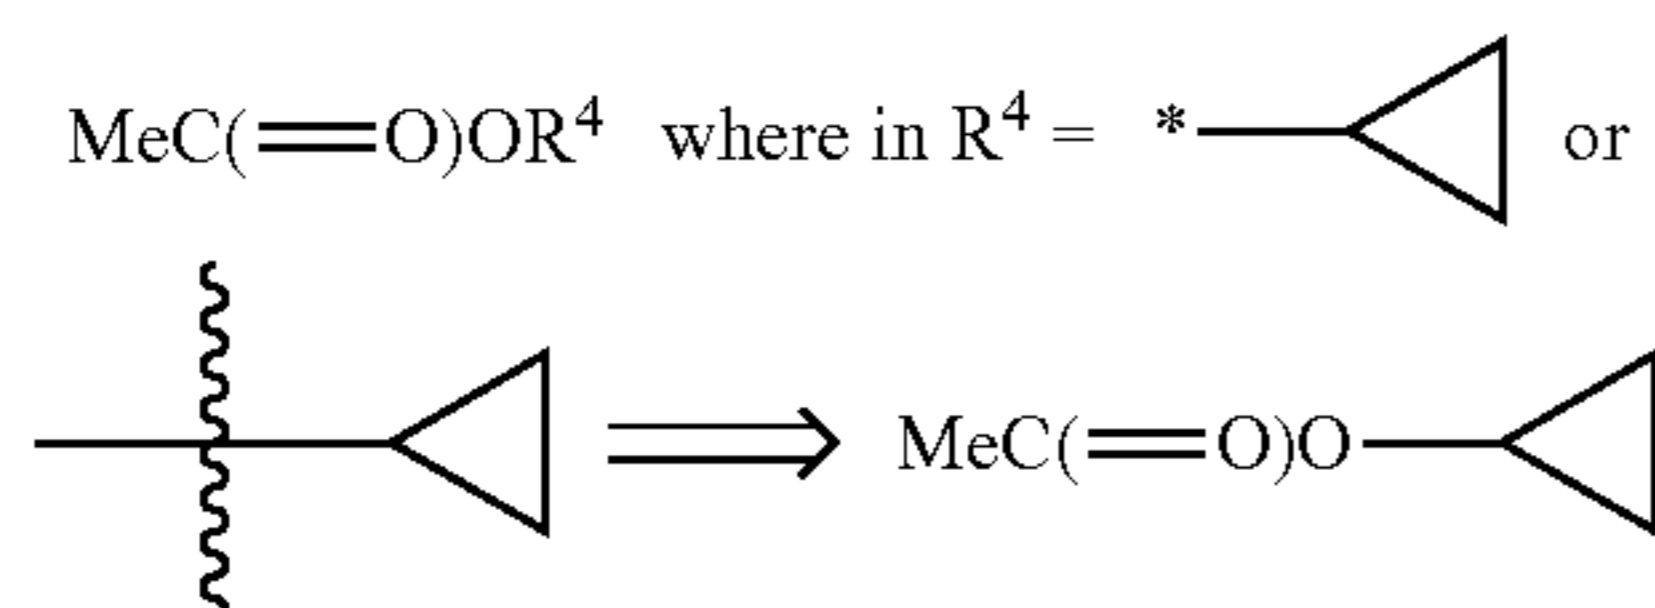 MeC(=O)OR⁴ where in R⁴ = * or
MeC(=O)O